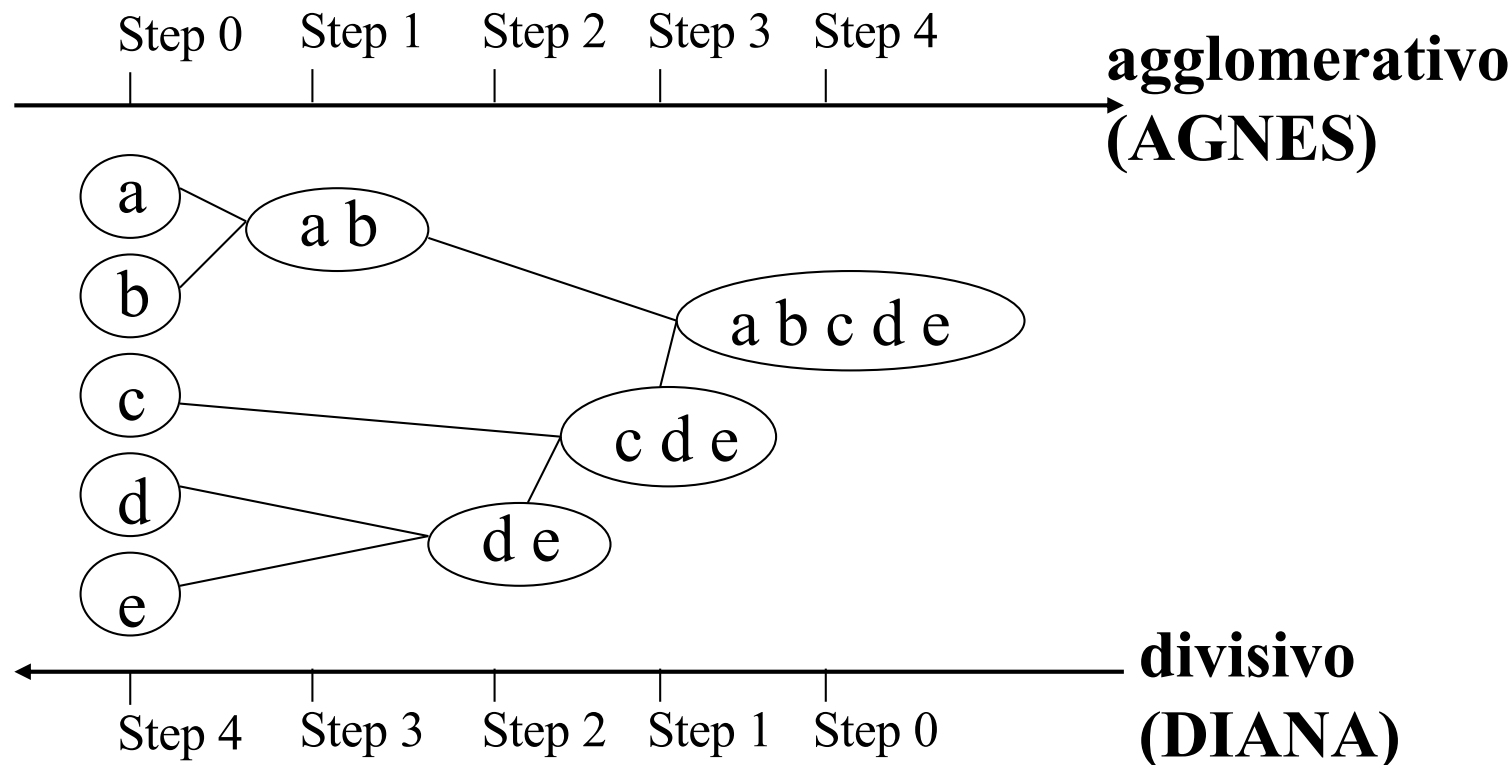 Step 0 Step 1 Step 2 Step 3 Step 4
agglomerativo
(AGNES)
a
a b
b
a b c d e
c
c d e
d
d e
e
divisivo
(DIANA)
Step 4 Step 3 Step 2 Step 1 Step 0